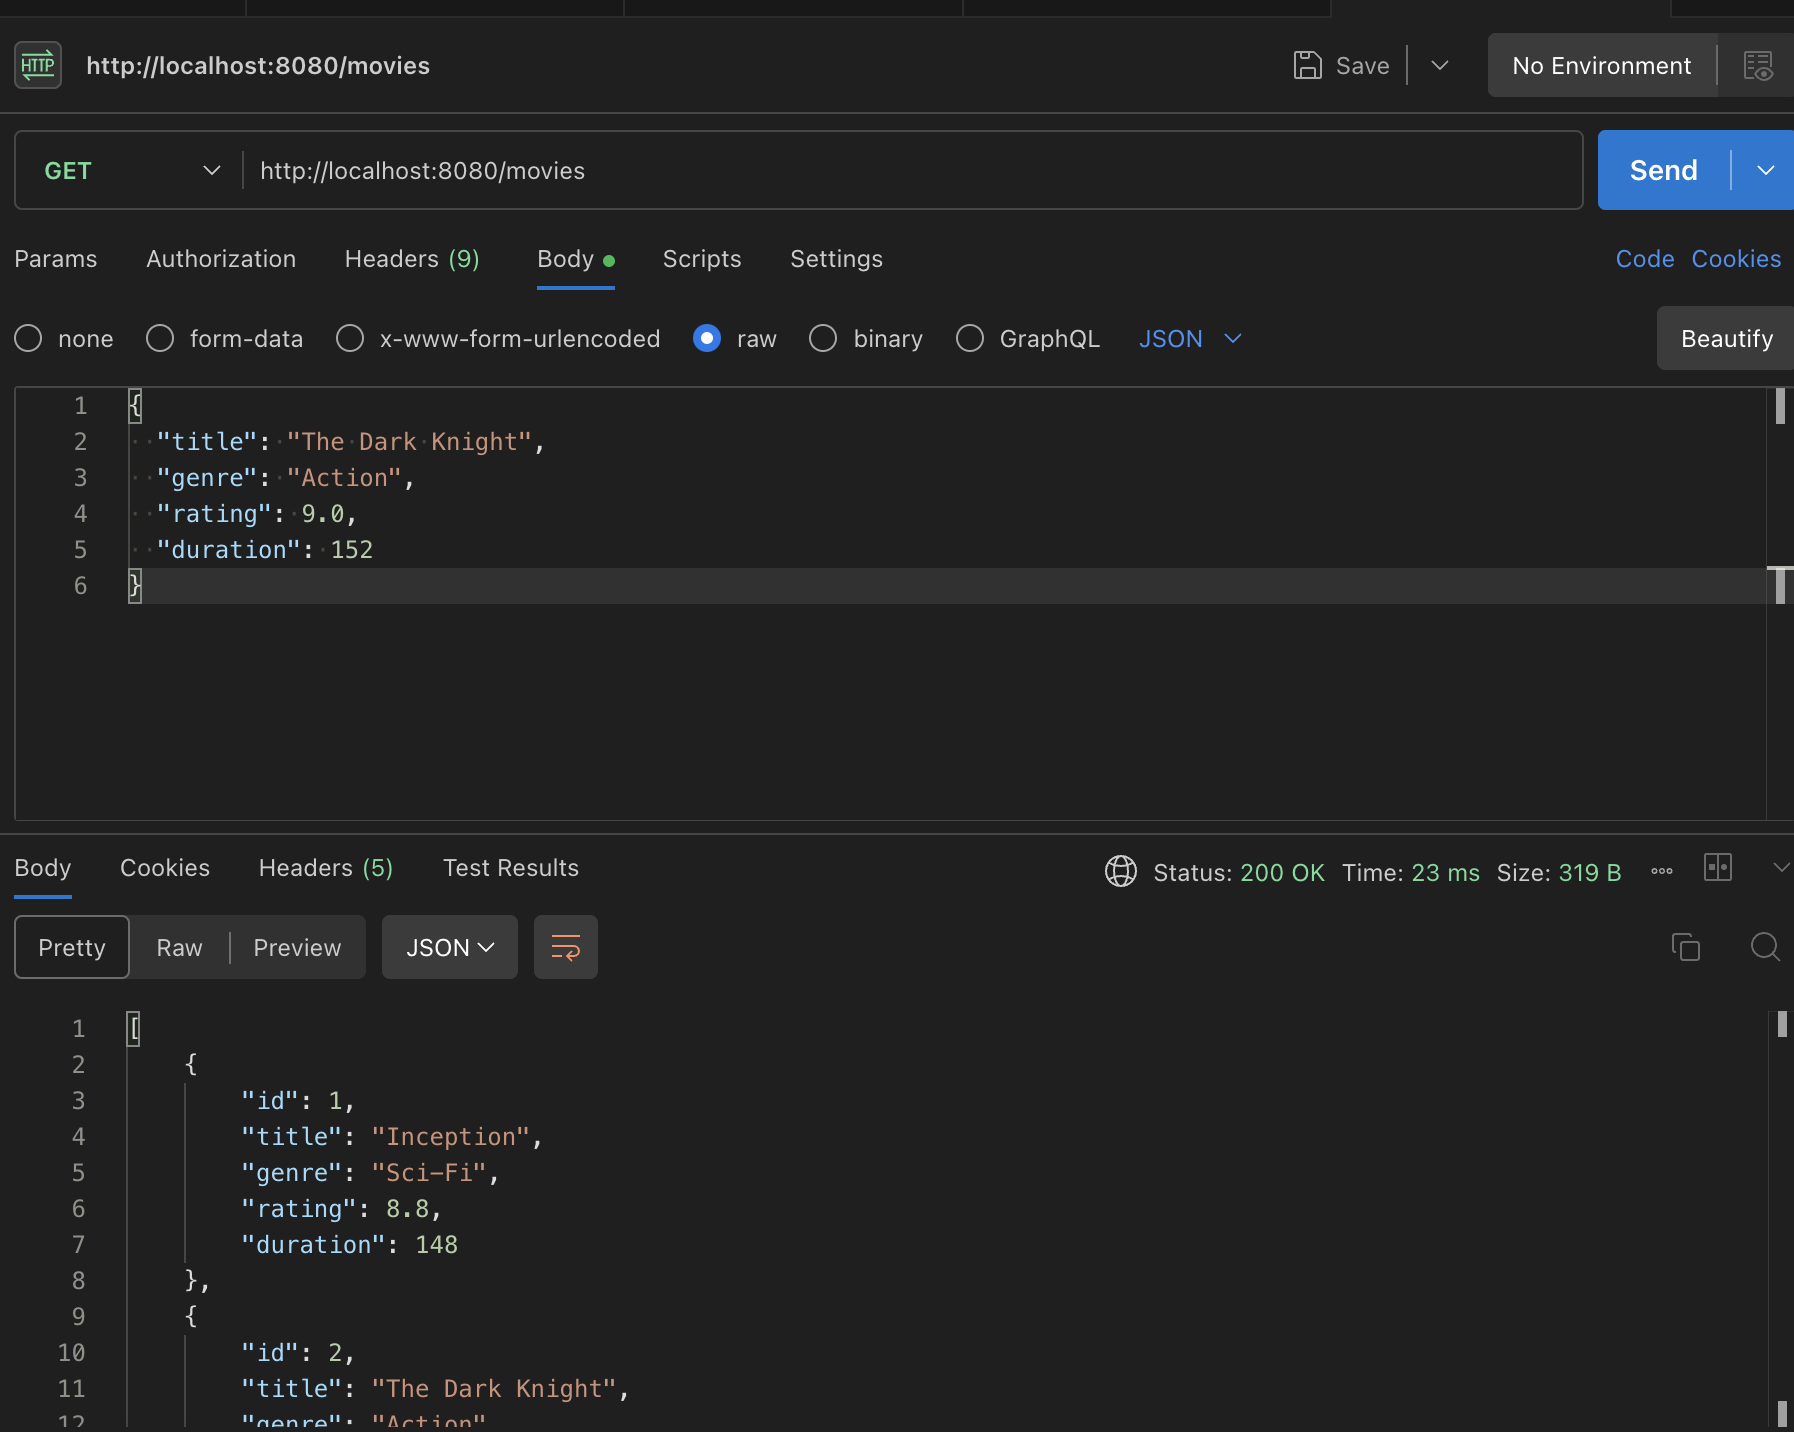 HTTP http://localhost:8080/movies Save No Environment
GET http://localhost:8080/movies Send
Params Authorization Headers (9) Body Scripts Settings Code Cookies
none form-data x-www-form-urlencoded raw binary GraphQL JSON Beautify
1 {
2 "title": "The Dark Knight",
3 "genre": "Action",
4 "rating": 9.0,
5 "duration": 152
6 }
Body Cookies Headers (5) Test Results Status: 200 OK Time: 23 ms Size: 319 B
Pretty Raw Preview JSON
1 [
2 {
3 "id": 1,
4 "title": "Inception",
5 "genre": "Sci-Fi",
6 "rating": 8.8,
7 "duration": 148
8 },
9 {
10 "id": 2,
11 "title": "The Dark Knight",
12 "genre": "Action"